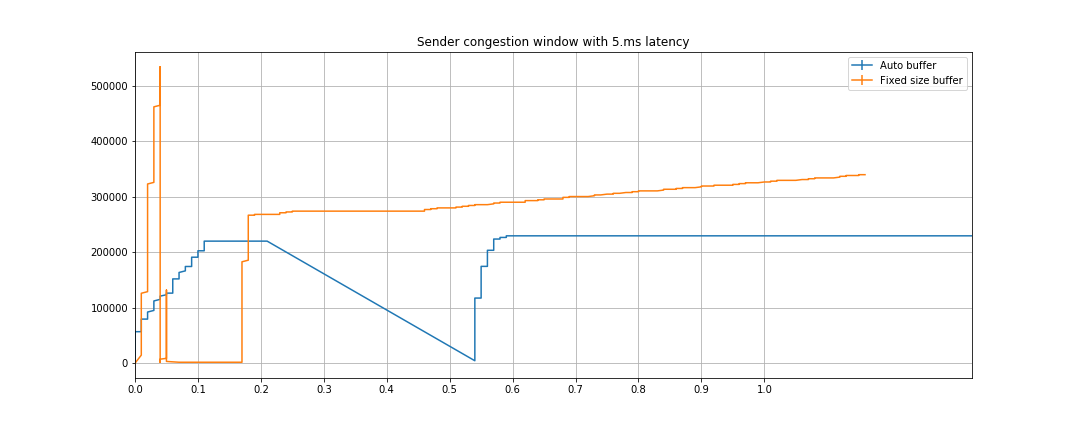 Sender congestion window with 5.ms latency
Auto buffer
Fixed size buffer
500000
400000
300000
200000
100000
0
0.0 0.1 0.2 0.3 0.4 0.5 0.6 0.7 0.8 0.9 1.0